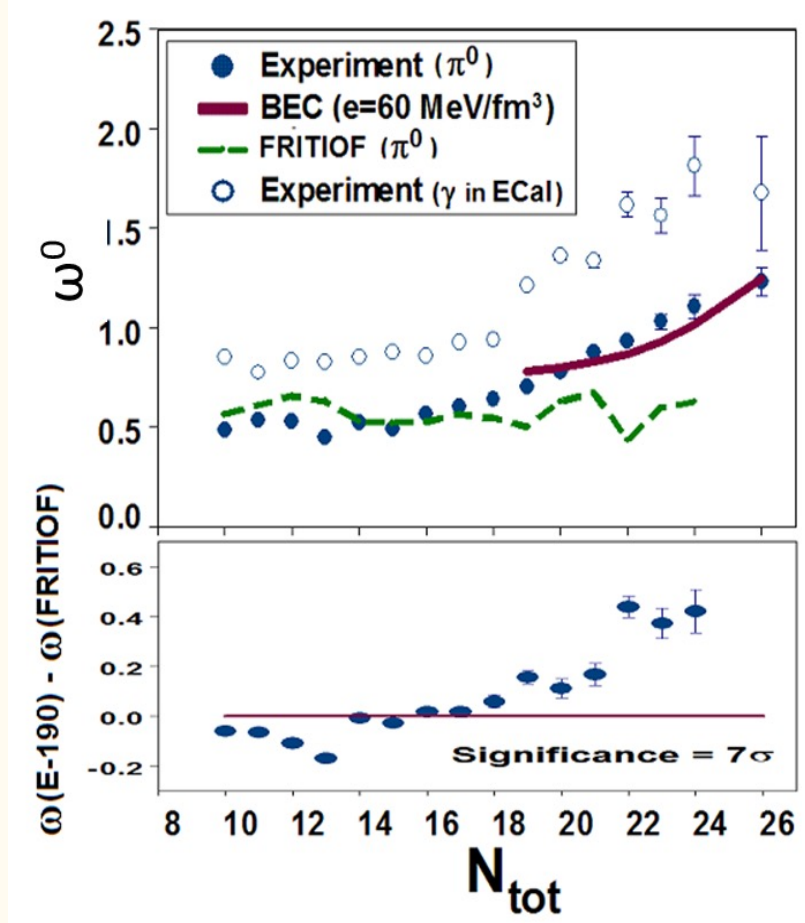 2.5
Experiment (π⁰)
BEC (e=60 MeV/fm³)
FRITIOF (π⁰)
Experiment (γ in ECal)
2.0
1.5
1.0
0.5
0.0
ω⁰
0.6
0.4
0.2
0.0
-0.2
ω(E-190) - ω(FRITIOF)
Significance = 7σ
8 10 12 14 16 18 20 22 24 26
N_tot